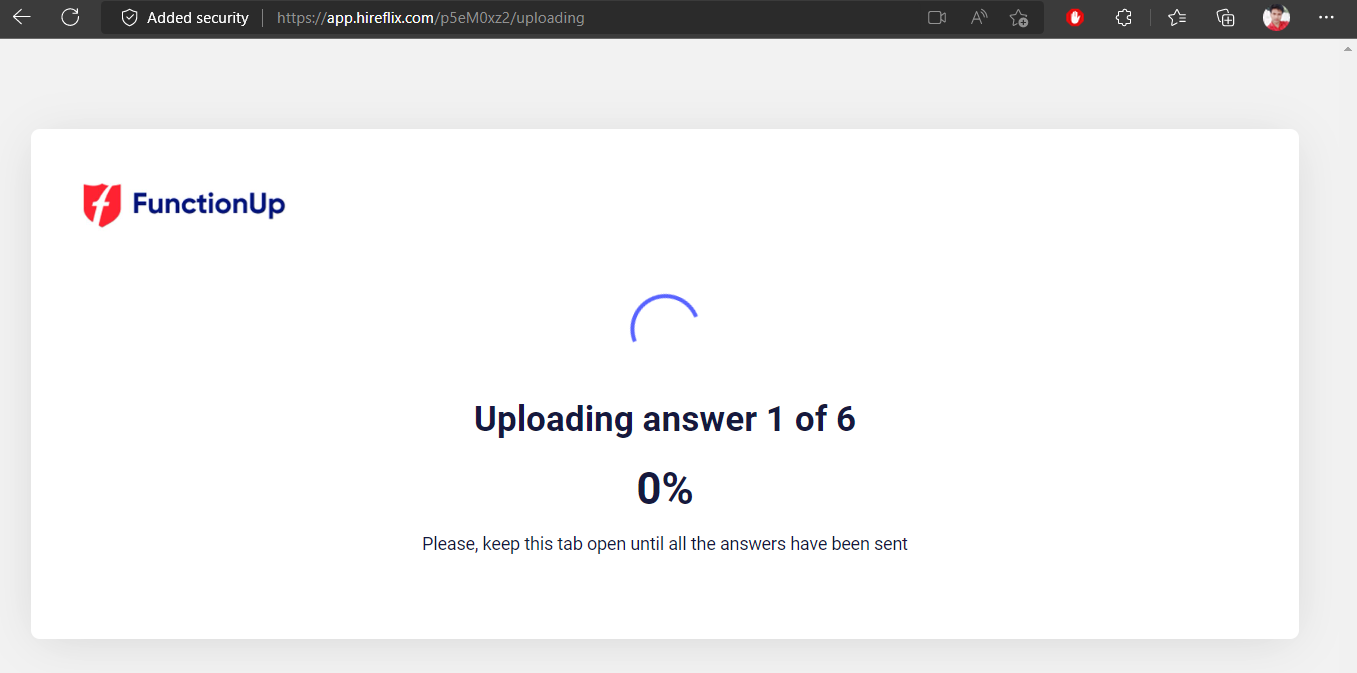 Added security
https://app.hireflix.com/p5eM0xz2/uploading
FunctionUp
Uploading answer 1 of 6
0%
Please, keep this tab open until all the answers have been sent